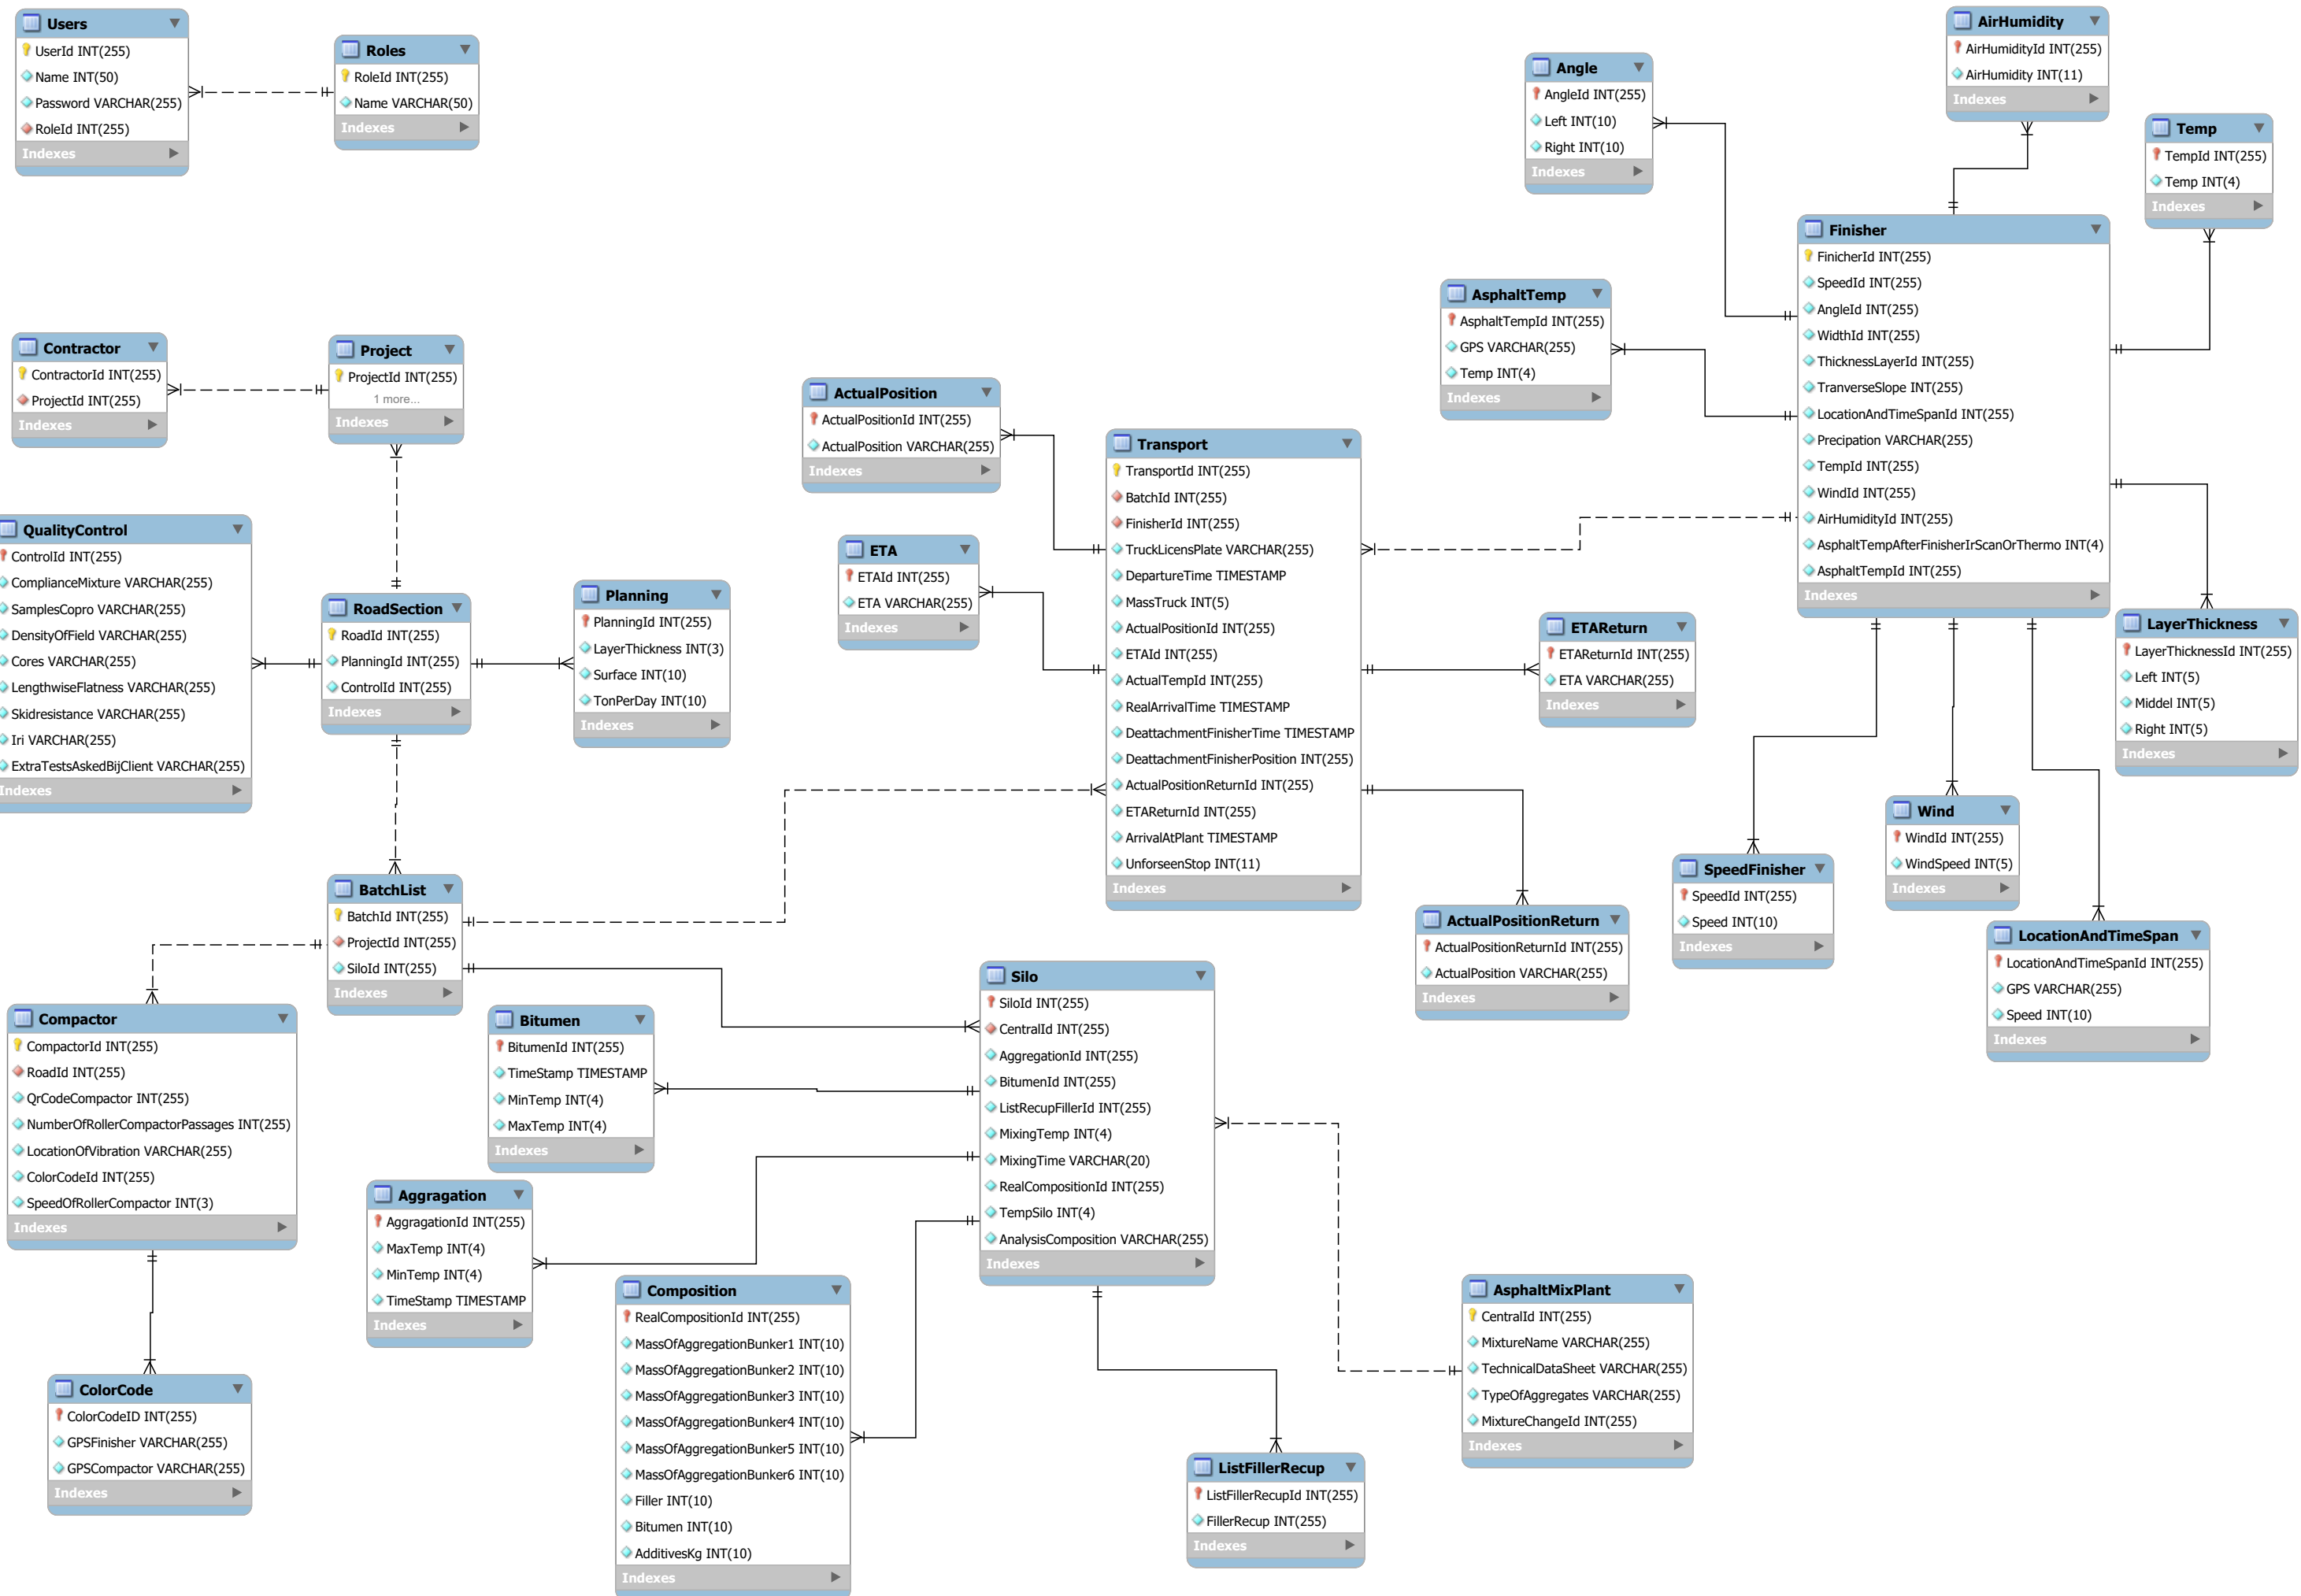 Users
UserId INT(255)
Name INT(50)
Password VARCHAR(255)
RoleId INT(255)
Indexes
Roles
RoleId INT(255)
Name VARCHAR(50)
Indexes
Contractor
ContractorId INT(255)
ProjectId INT(255)
Indexes
Project
ProjectId INT(255)
1 more...
Indexes
QualityControl
ControlId INT(255)
ComplianceMixture VARCHAR(255)
SamplesCopro VARCHAR(255)
DensityOfField VARCHAR(255)
Cores VARCHAR(255)
LengthwiseFlatness VARCHAR(255)
Skidresistance VARCHAR(255)
Iri VARCHAR(255)
ExtraTestsAskedBijClient VARCHAR(255)
Indexes
RoadSection
RoadId INT(255)
PlanningId INT(255)
ControlId INT(255)
Indexes
Planning
PlanningId INT(255)
LayerThickness INT(3)
Surface INT(10)
TonPerDay INT(10)
Indexes
BatchList
BatchId INT(255)
ProjectId INT(255)
SiloId INT(255)
Indexes
Compactor
CompactorId INT(255)
RoadId INT(255)
QrCodeCompactor INT(255)
NumberOfRollerCompactorPassages INT(255)
LocationOfVibration VARCHAR(255)
ColorCodeId INT(255)
SpeedOfRollerCompactor INT(3)
Indexes
ColorCode
ColorCodeID INT(255)
GPSFinisher VARCHAR(255)
GPSCompactor VARCHAR(255)
Indexes
Bitumen
BitumenId INT(255)
TimeStamp TIMESTAMP
MinTemp INT(4)
MaxTemp INT(4)
Indexes
Aggragation
AggragationId INT(255)
MaxTemp INT(4)
MinTemp INT(4)
TimeStamp TIMESTAMP
Indexes
Composition
RealCompositionId INT(255)
MassOfAggregationBunker1 INT(10)
MassOfAggregationBunker2 INT(10)
MassOfAggregationBunker3 INT(10)
MassOfAggregationBunker4 INT(10)
MassOfAggregationBunker5 INT(10)
MassOfAggregationBunker6 INT(10)
Filler INT(10)
Bitumen INT(10)
AdditivesKg INT(10)
Indexes
Silo
SiloId INT(255)
CentralId INT(255)
AggregationId INT(255)
BitumenId INT(255)
ListRecupFillerId INT(255)
MixingTemp INT(4)
MixingTime VARCHAR(20)
RealCompositionId INT(255)
TempSilo INT(4)
AnalysisComposition VARCHAR(255)
Indexes
ListFillerRecup
ListFillerRecupId INT(255)
FillerRecup INT(255)
Indexes
AsphaltMixPlant
CentralId INT(255)
MixtureName VARCHAR(255)
TechnicalDataSheet VARCHAR(255)
TypeOfAggregates VARCHAR(255)
MixtureChangeId INT(255)
Indexes
ActualPosition
ActualPositionId INT(255)
ActualPosition VARCHAR(255)
Indexes
ETA
ETAId INT(255)
ETA VARCHAR(255)
Indexes
Transport
TransportId INT(255)
BatchId INT(255)
FinisherId INT(255)
TruckLicensPlate VARCHAR(255)
DepartureTime TIMESTAMP
MassTruck INT(5)
ActualPositionId INT(255)
ETAId INT(255)
ActualTempId INT(255)
RealArrivalTime TIMESTAMP
DeattachmentFinisherTime TIMESTAMP
DeattachmentFinisherPosition INT(255)
ActualPositionReturnId INT(255)
ETAReturnId INT(255)
ArrivalAtPlant TIMESTAMP
UnforseenStop INT(11)
Indexes
ETAReturn
ETAReturnId INT(255)
ETA VARCHAR(255)
Indexes
ActualPositionReturn
ActualPositionReturnId INT(255)
ActualPosition VARCHAR(255)
Indexes
Angle
AngleId INT(255)
Left INT(10)
Right INT(10)
Indexes
AsphaltTemp
AsphaltTempId INT(255)
GPS VARCHAR(255)
Temp INT(4)
Indexes
AirHumidity
AirHumidityId INT(255)
AirHumidity INT(11)
Indexes
Temp
TempId INT(255)
Temp INT(4)
Indexes
Finisher
FinicherId INT(255)
SpeedId INT(255)
AngleId INT(255)
WidthId INT(255)
ThicknessLayerId INT(255)
TranverseSlope INT(255)
LocationAndTimeSpanId INT(255)
Precipation VARCHAR(255)
TempId INT(255)
WindId INT(255)
AirHumidityId INT(255)
AsphaltTempAfterFinisherIrScanOrThermo INT(4)
AsphaltTempId INT(255)
Indexes
LayerThickness
LayerThicknessId INT(255)
Left INT(5)
Middel INT(5)
Right INT(5)
Indexes
SpeedFinisher
SpeedId INT(255)
Speed INT(10)
Indexes
Wind
WindId INT(255)
WindSpeed INT(5)
Indexes
LocationAndTimeSpan
LocationAndTimeSpanId INT(255)
GPS VARCHAR(255)
Speed INT(10)
Indexes